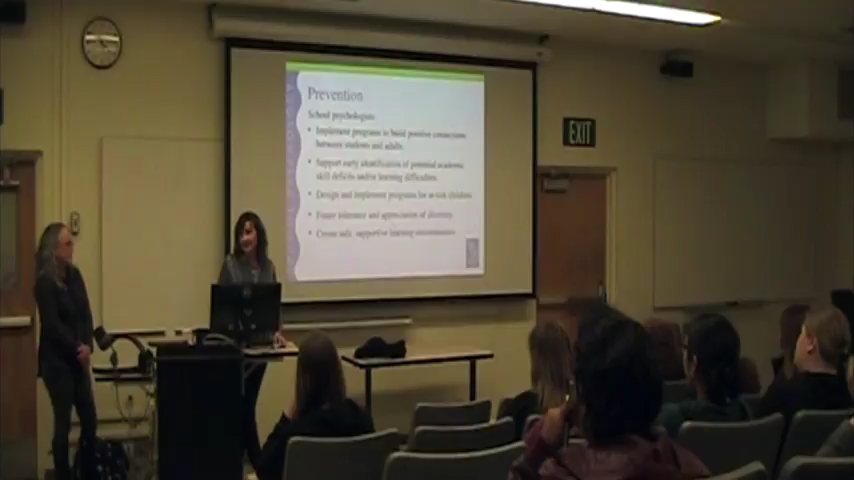 Prevention
School psychologists:
• Implement programs to build positive connections
between students and adults.
• Support early identification of potential academic
skill deficits and/or learning difficulties.
• Design and implement programs for at-risk children.
• Foster tolerance and appreciation of diversity.
• Create safe, supportive learning environments.
EXIT